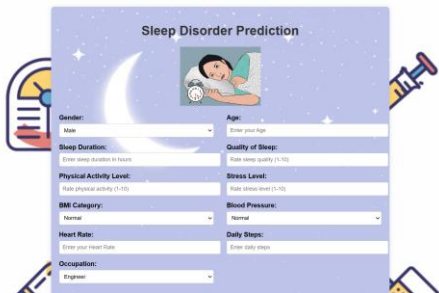 Sleep Disorder Prediction
Gender: Age:
Male Enter your Age
Sleep Duration: Quality of Sleep:
Enter sleep duration in hours Rate sleep quality (1-10)
Physical Activity Level: Stress Level:
Rate physical activity (1-10) Rate stress level (1-10)
BMI Category: Blood Pressure:
Normal Normal
Heart Rate: Daily Steps:
Enter your Heart Rate Enter daily steps
Occupation:
Engineer